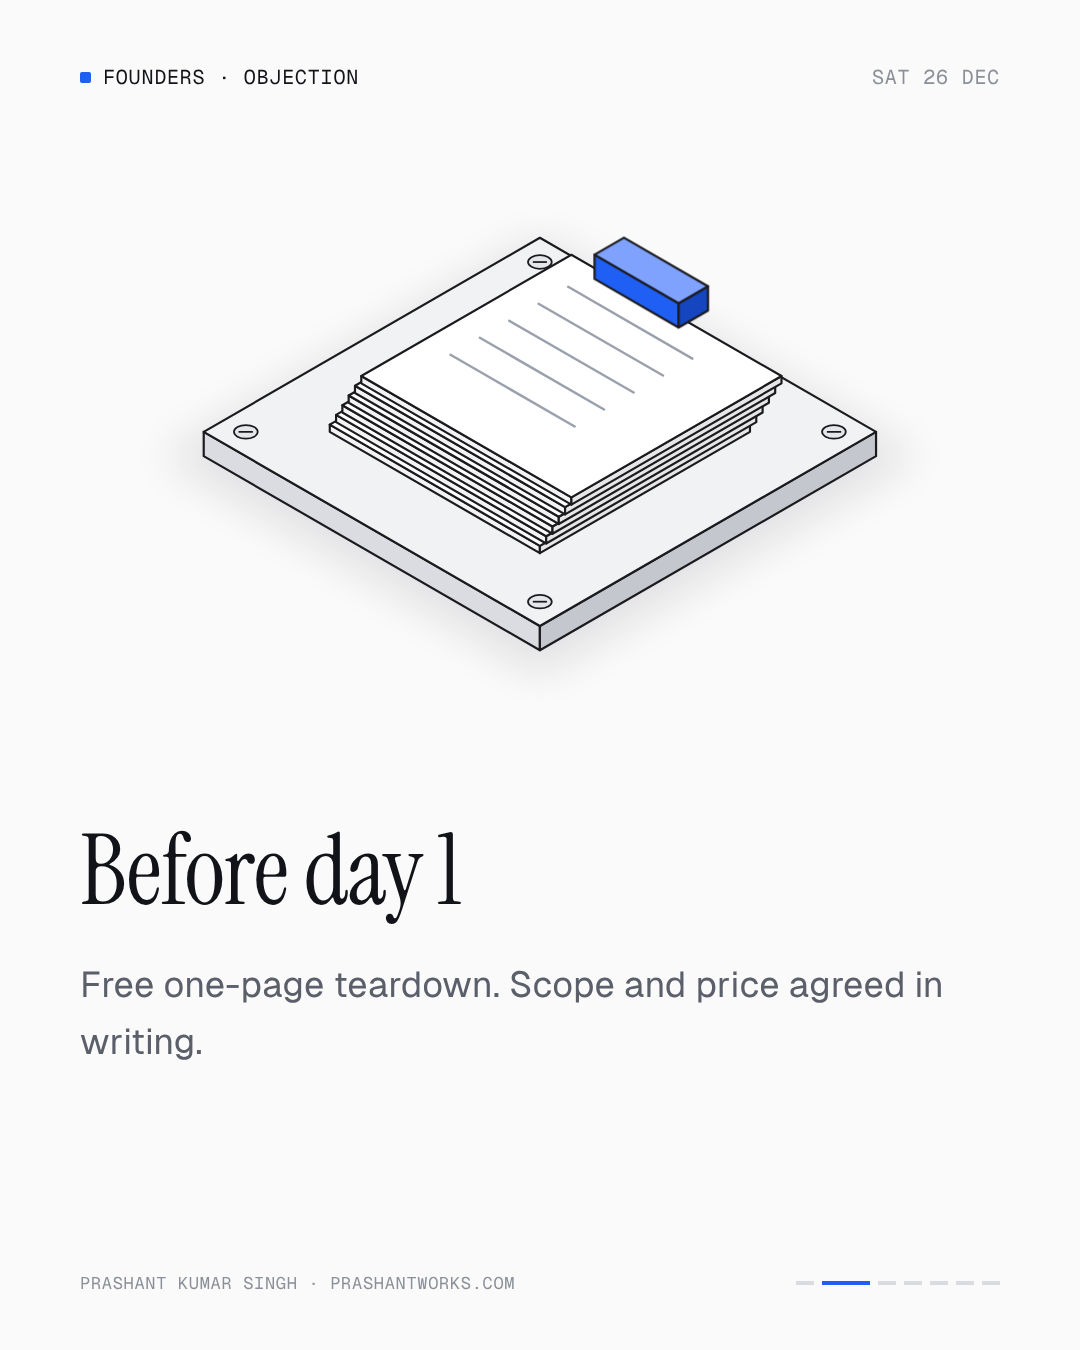 FOUNDERS · OBJECTION
SAT 26 DEC
Before day 1
Free one-page teardown. Scope and price agreed in
writing.
PRASHANT KUMAR SINGH · PRASHANTWORKS.COM